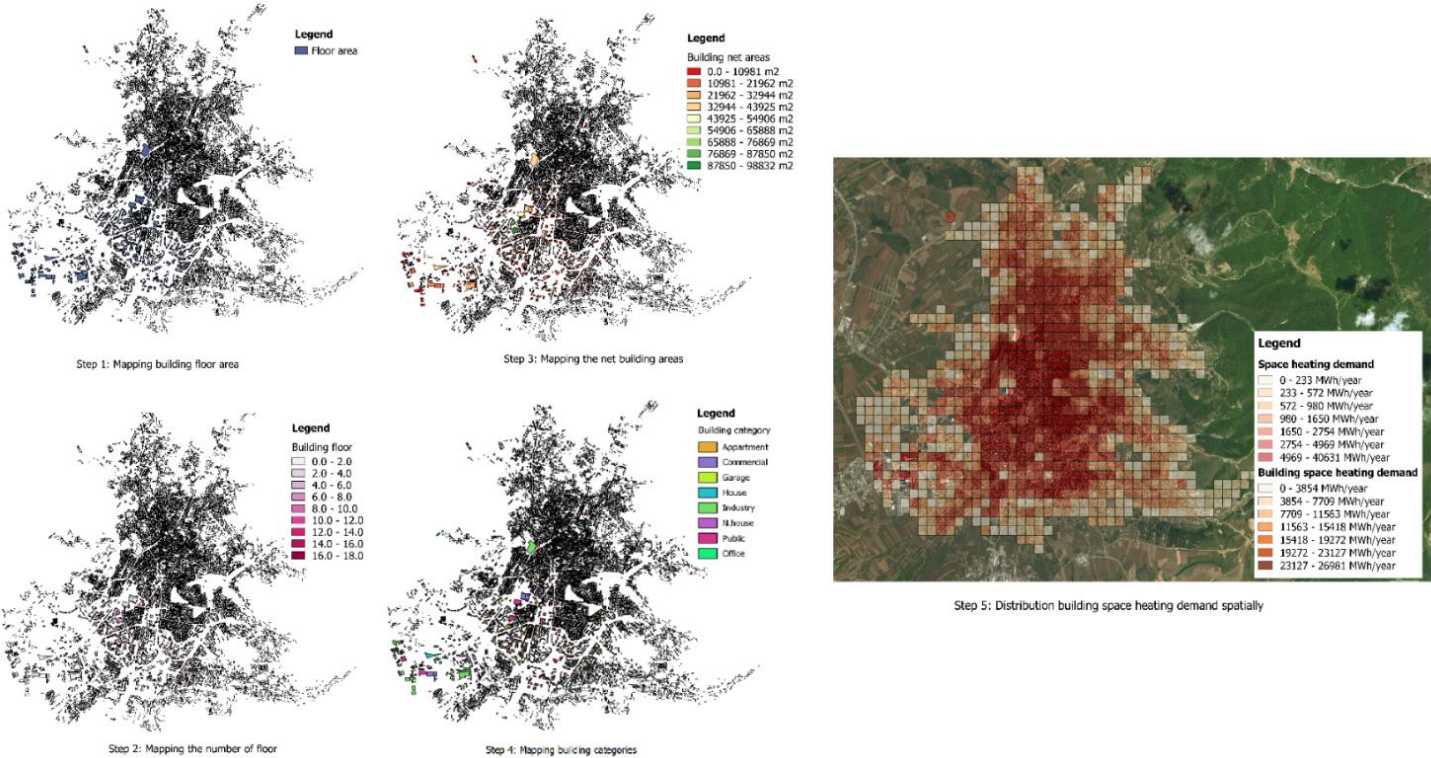 Legend
Floor area
Step 1: Mapping building floor area
Legend
Building net areas
0.0 - 10981 m2
10981 - 21962 m2
21962 - 32944 m2
32944 - 43925 m2
43925 - 54906 m2
54906 - 65888 m2
65888 - 76869 m2
76869 - 87850 m2
87850 - 98832 m2
Step 3: Mapping the net building areas
Legend
Building floor
0.0 - 2.0
2.0 - 4.0
4.0 - 6.0
6.0 - 8.0
8.0 - 10.0
10.0 - 12.0
12.0 - 14.0
14.0 - 16.0
16.0 - 18.0
Step 2: Mapping the number of floor
Legend
Building category
Appartment
Commercial
Garage
House
Industry
N.house
Public
Office
Step 4: Mapping building categories
Legend
Space heating demand
0 - 233 MWh/year
233 - 572 MWh/year
572 - 980 MWh/year
980 - 1650 MWh/year
1650 - 2754 MWh/year
2754 - 4969 MWh/year
4969 - 40631 MWh/year
Building space heating demand
0 - 3854 MWh/year
3854 - 7709 MWh/year
7709 - 11563 MWh/year
11563 - 15418 MWh/year
15418 - 19272 MWh/year
19272 - 23127 MWh/year
23127 - 26981 MWh/year
Step 5: Distribution building space heating demand spatially